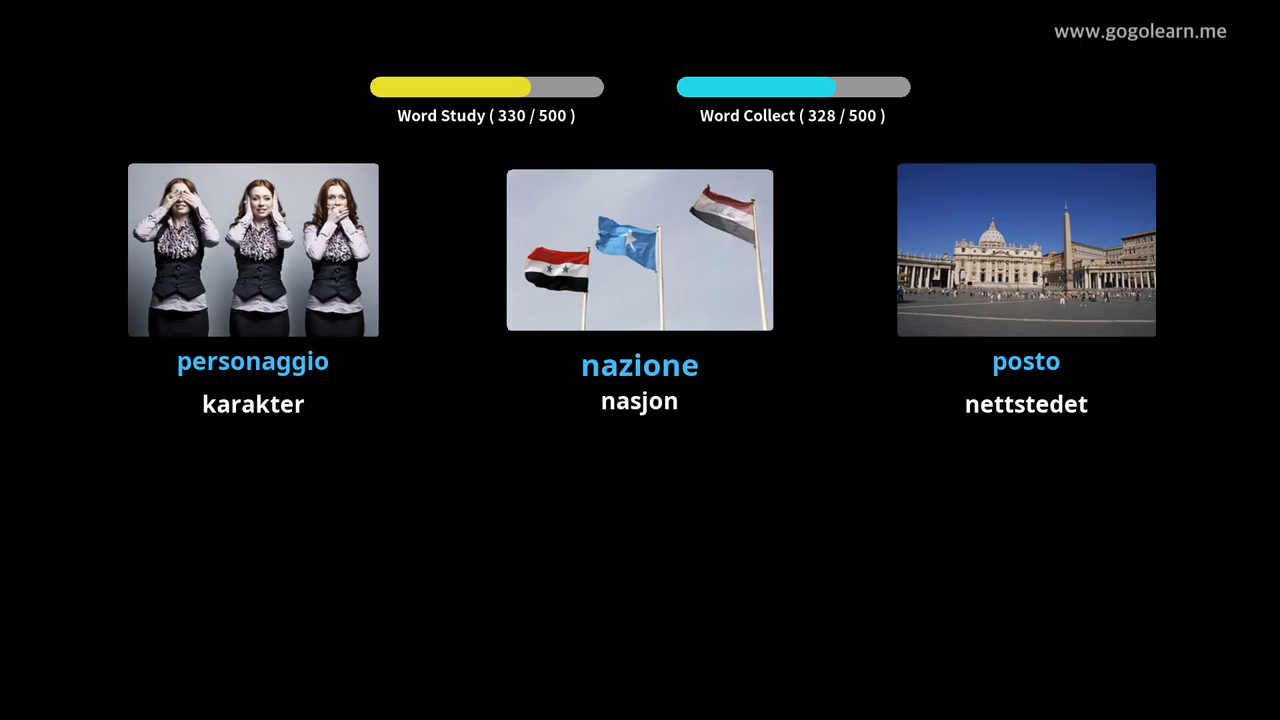 www.gogolearn.me
Word Study ( 330 / 500 )
Word Collect ( 328 / 500 )
personaggio
karakter
nazione
nasjon
posto
nettstedet